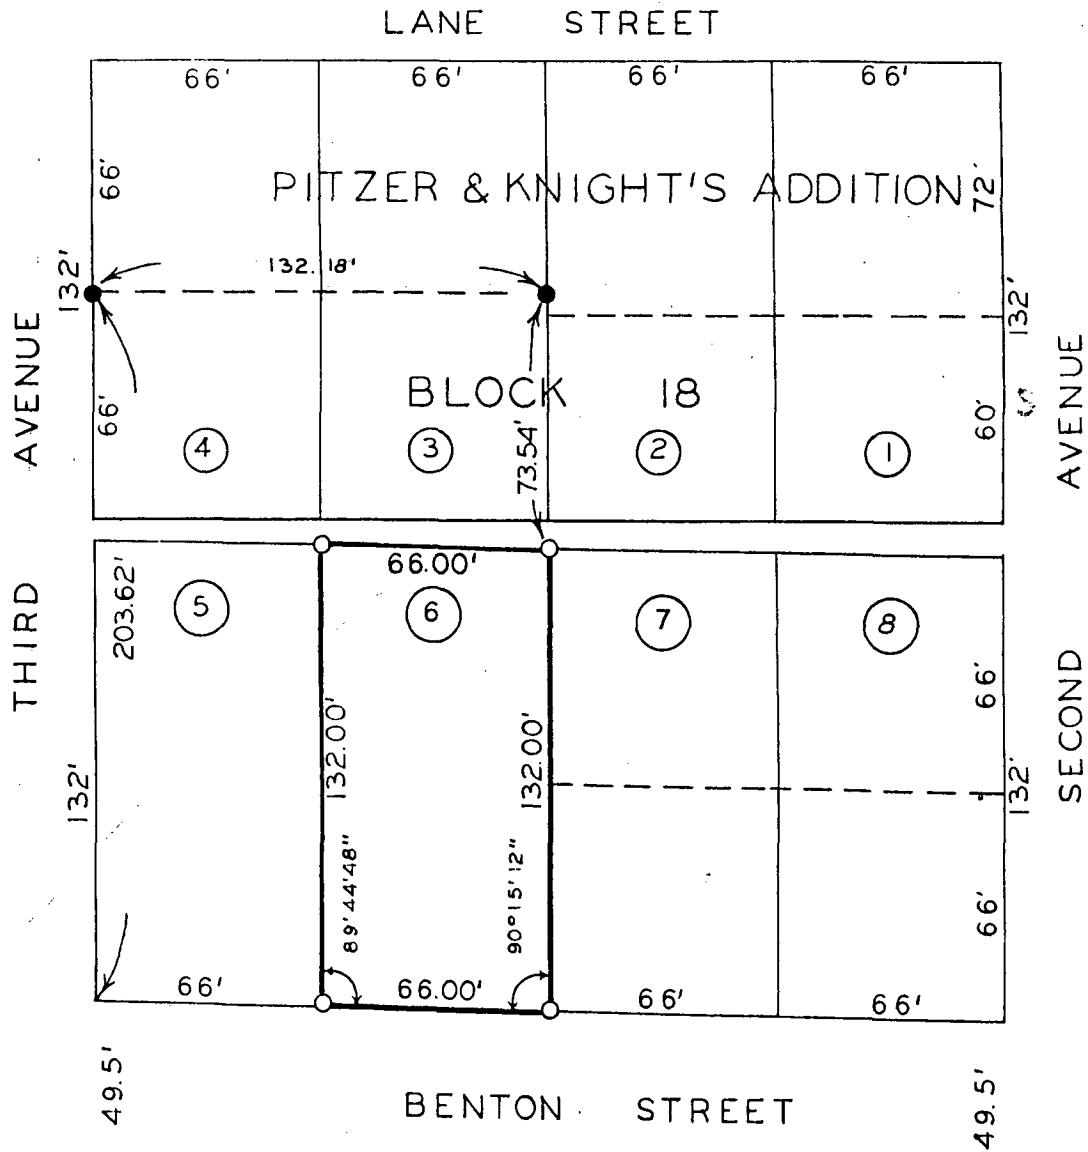 LANE STREET
66' 66' 66' 66'
66'
PITZER & KNIGHT'S ADDITION
72'
132'
132.18'
132'
AVENUE
AVENUE
BLOCK 18
66'
60'
4 3 2 1
73.54'
66.00'
203.62'
5 6 7 8
THIRD
SECOND
66'
132.00'
132.00'
132'
132'
89°44'48"
90°15'12"
66'
66' 66.00' 66' 66'
49.5'
49.5'
BENTON STREET